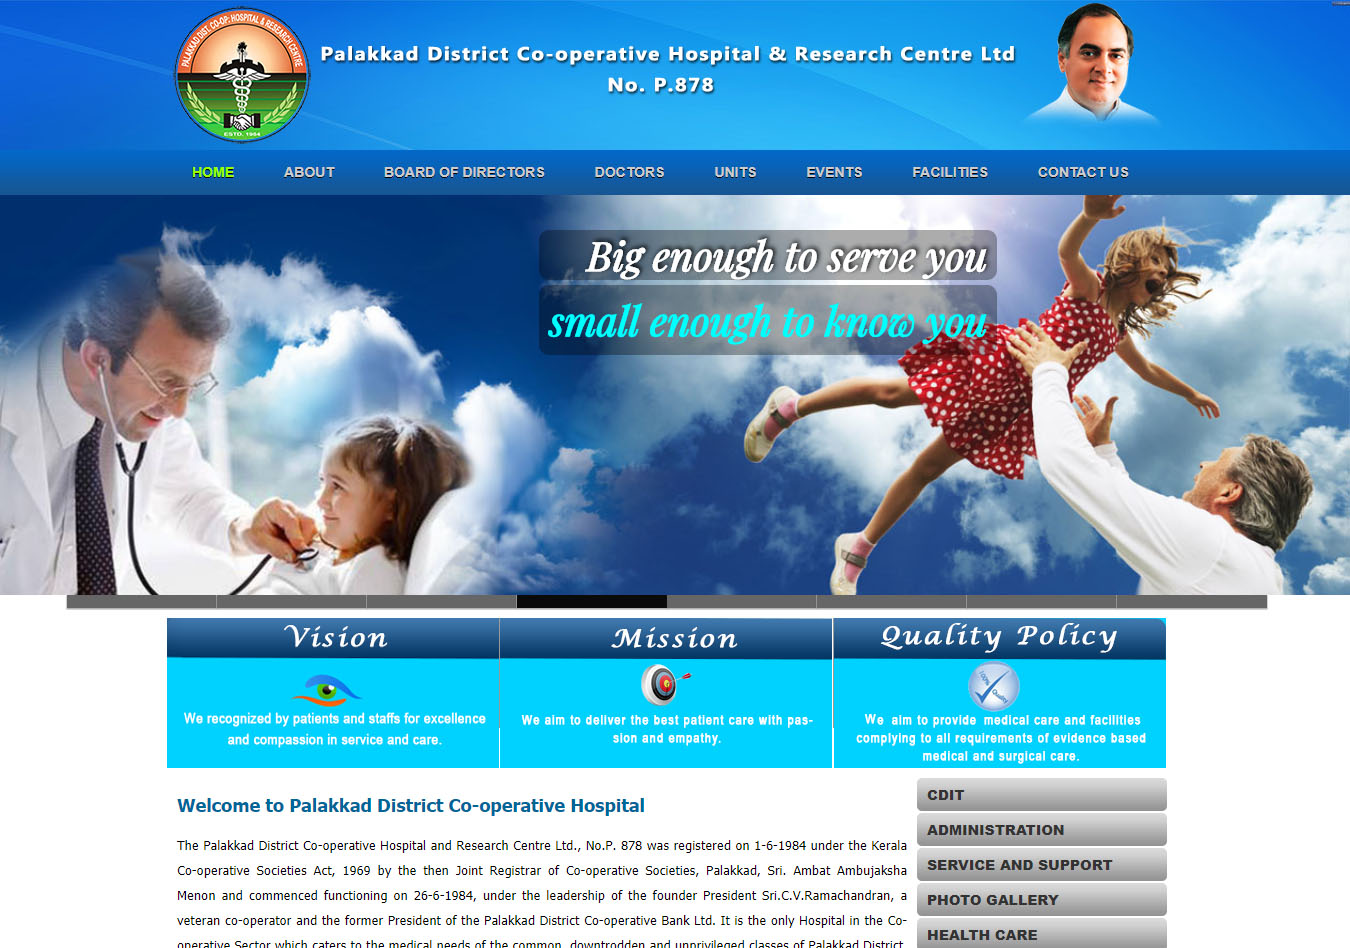 PALAKKAD DIST. CO-OP: HOSPITAL & RESEARCH CENTRE
ESTD. 1984
Palakkad District Co-operative Hospital & Research Centre Ltd
No. P.878
HOME ABOUT BOARD OF DIRECTORS DOCTORS UNITS EVENTS FACILITIES CONTACT US
Big enough to serve you
small enough to know you
Vision
We recognized by patients and staffs for excellence
and compassion in service and care.
Mission
We aim to deliver the best patient care with pas-
sion and empathy.
Quality Policy
100%
Quality
We aim to provide medical care and facilities
complying to all requirements of evidence based
medical and surgical care.
Welcome to Palakkad District Co-operative Hospital
The Palakkad District Co-operative Hospital and Research Centre Ltd., No.P. 878 was registered on 1-6-1984 under the Kerala
Co-operative Societies Act, 1969 by the then Joint Registrar of Co-operative Societies, Palakkad, Sri. Ambat Ambujaksha
Menon and commenced functioning on 26-6-1984, under the leadership of the founder President Sri.C.V.Ramachandran, a
veteran co-operator and the former President of the Palakkad District Co-operative Bank Ltd. It is the only Hospital in the Co-
operative Sector which caters to the medical needs of the common, downtrodden and unprivileged classes of Palakkad District.
CDIT
ADMINISTRATION
SERVICE AND SUPPORT
PHOTO GALLERY
HEALTH CARE